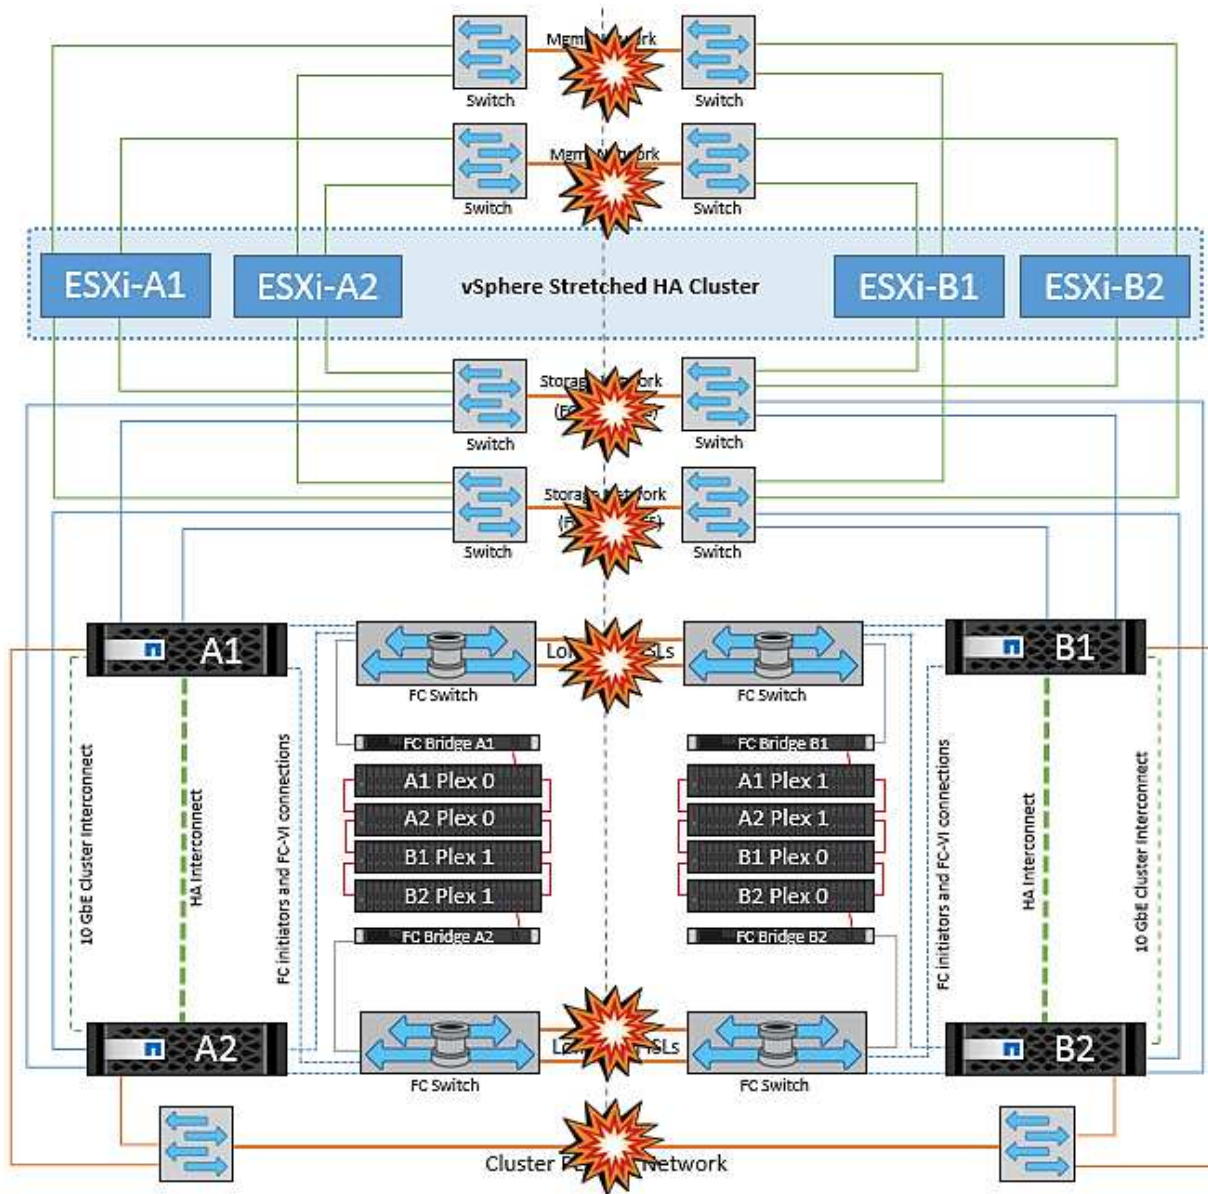 Switch
Switch
Switch
Switch
ESXi-A1
ESXi-A2
vSphere Stretched HA Cluster
ESXi-B1
ESXi-B2
Switch
Switch
Switch
Switch
A1
B1
FC Switch
FC Switch
FC Bridge A1
FC Bridge B1
A1 Plex 0
A1 Plex 1
A2 Plex 0
A2 Plex 1
B1 Plex 1
B1 Plex 0
B2 Plex 1
B2 Plex 0
FC Bridge A2
FC Bridge B2
10 GbE Cluster Interconnect
HA Interconnect
FC initiators and FC-VI connections
FC initiators and FC-VI connections
HA Interconnect
10 GbE Cluster Interconnect
A2
B2
FC Switch
FC Switch
Cluster Network